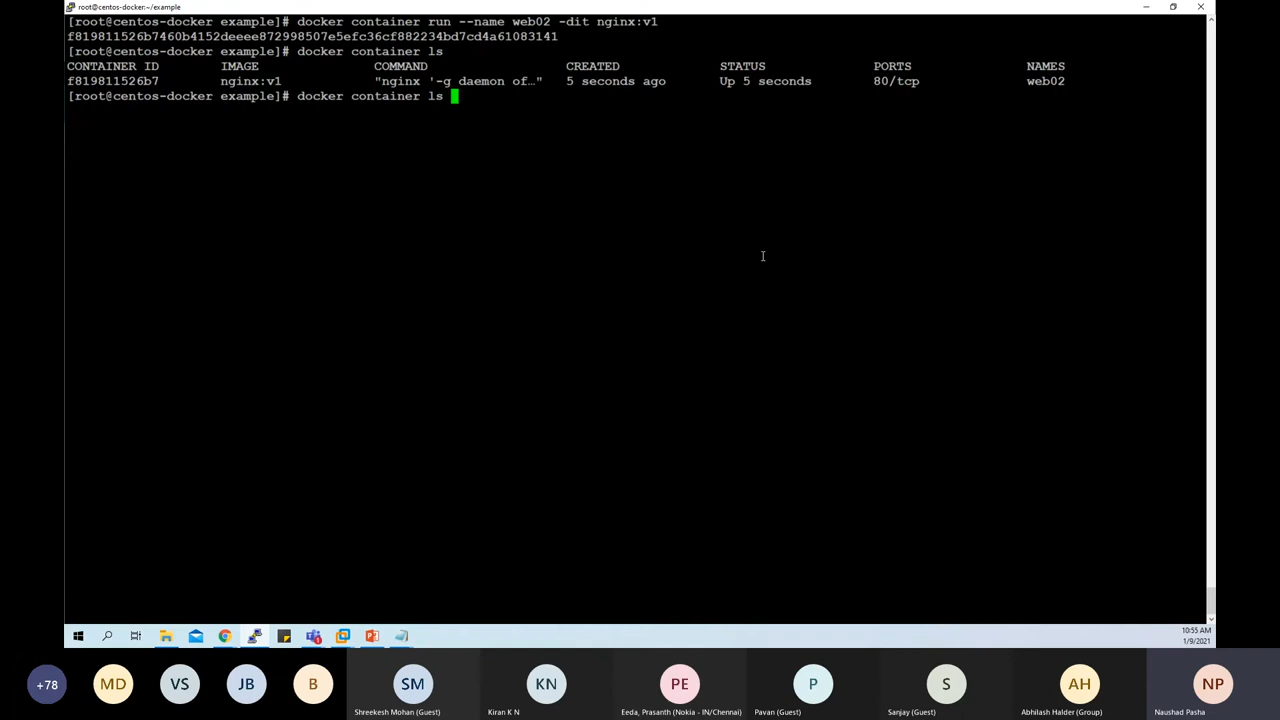 root@centos-docker:~/example
[root@centos-docker example]# docker container run --name web02 -dit nginx:v1
f819811526b7460b4152deeee872998507e5efc36cf882234bd7cd4a61083141
[root@centos-docker example]# docker container ls
CONTAINER ID IMAGE COMMAND CREATED STATUS PORTS NAMES
f819811526b7 nginx:v1 "nginx '-g daemon of…" 5 seconds ago Up 5 seconds 80/tcp web02
[root@centos-docker example]# docker container ls
10:55 AM
1/9/2021
+78 MD VS JB B SM KN PE P S AH NP
Shreekesh Mohan (Guest) Kiran K N Eeda, Prasanth (Nokia - IN/Chennai) Pavan (Guest) Sanjay (Guest) Abhilash Halder (Group) Naushad Pasha